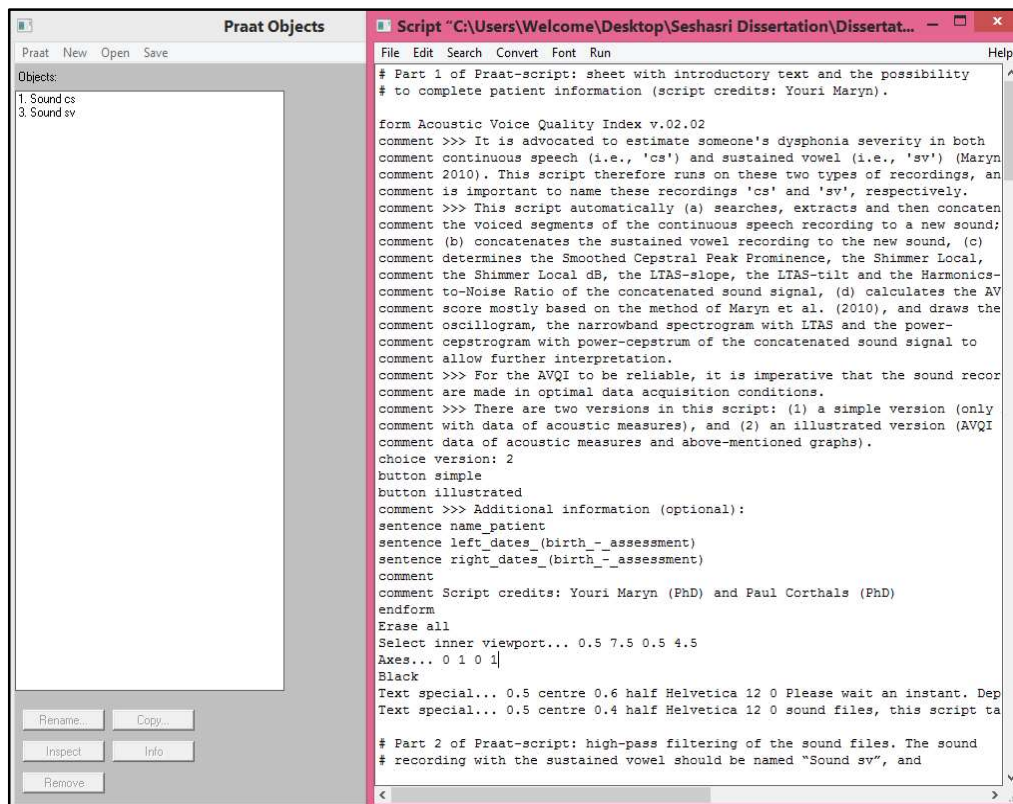 Praat Objects
Praat New Open Save
Objects:
1. Sound cs
3. Sound sv
Rename... Copy...
Inspect Info
Remove
Script “C:\Users\Welcome\Desktop\Seshasri Dissertation\Dissertat...
File Edit Search Convert Font Run Help
# Part 1 of Praat-script: sheet with introductory text and the possibility
# to complete patient information (script credits: Youri Maryn).
form Acoustic Voice Quality Index v.02.02
comment >>> It is advocated to estimate someone's dysphonia severity in both
comment continuous speech (i.e., 'cs') and sustained vowel (i.e., 'sv') (Maryn
comment 2010). This script therefore runs on these two types of recordings, an
comment is important to name these recordings 'cs' and 'sv', respectively.
comment >>> This script automatically (a) searches, extracts and then concaten
comment the voiced segments of the continuous speech recording to a new sound;
comment (b) concatenates the sustained vowel recording to the new sound, (c)
comment determines the Smoothed Cepstral Peak Prominence, the Shimmer Local,
comment the Shimmer Local dB, the LTAS-slope, the LTAS-tilt and the Harmonics-
comment to-Noise Ratio of the concatenated sound signal, (d) calculates the AV
comment score mostly based on the method of Maryn et al. (2010), and draws the
comment oscillogram, the narrowband spectrogram with LTAS and the power-
comment cepstrogram with power-cepstrum of the concatenated sound signal to
comment allow further interpretation.
comment >>> For the AVQI to be reliable, it is imperative that the sound recor
comment are made in optimal data acquisition conditions.
comment >>> There are two versions in this script: (1) a simple version (only
comment with data of acoustic measures), and (2) an illustrated version (AVQI
comment data of acoustic measures and above-mentioned graphs).
choice version: 2
button simple
button illustrated
comment >>> Additional information (optional):
sentence name_patient
sentence left_dates_(birth_-_assessment)
sentence right_dates_(birth_-_assessment)
comment
comment Script credits: Youri Maryn (PhD) and Paul Corthals (PhD)
endform
Erase all
Select inner viewport... 0.5 7.5 0.5 4.5
Axes... 0 1 0 1
Black
Text special... 0.5 centre 0.6 half Helvetica 12 0 Please wait an instant. Dep
Text special... 0.5 centre 0.4 half Helvetica 12 0 sound files, this script ta
# Part 2 of Praat-script: high-pass filtering of the sound files. The sound
# recording with the sustained vowel should be named “Sound sv”, and